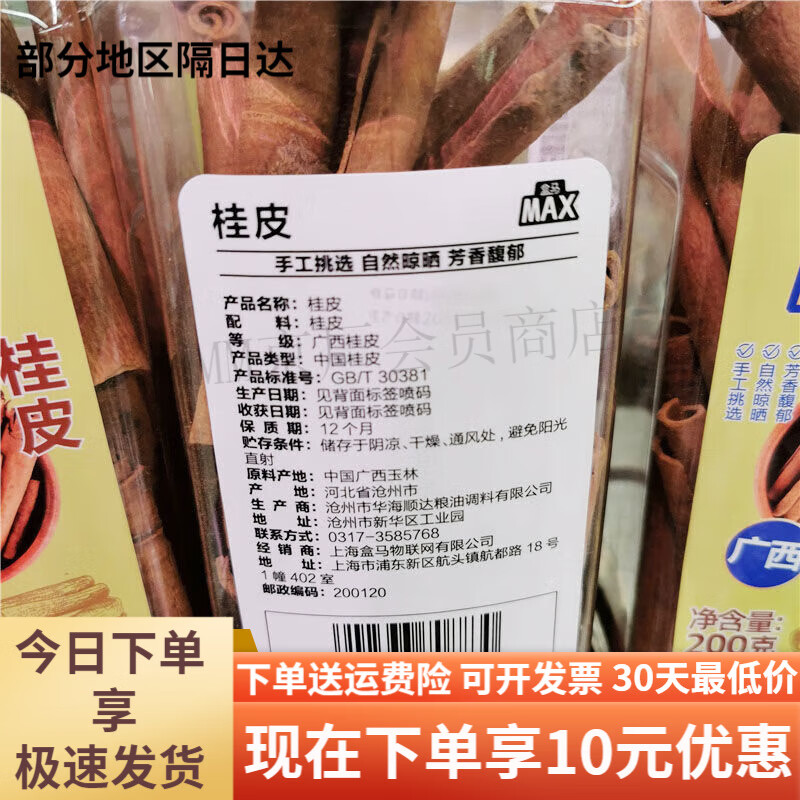 部分地区隔日达
桂皮
盒马
MAX
手工挑选 自然晾晒 芳香馥郁
产品名称：桂皮
配 料：桂皮
等 级：广西桂皮
产品类型：中国桂皮
产品标准号：GB/T 30381
生产日期：见背面标签喷码
收获日期：见背面标签喷码
保 质 期：12个月
贮存条件：储存于阴凉、干燥、通风处，避免阳光
直射
原料产地：中国广西玉林
产 地：河北省沧州市
生 产 商：沧州市华海顺达粮油调料有限公司
地 址：沧州市新华区工业园
联系方式：0317-3585768
经 销 商：上海盒马物联网有限公司
地 址：上海市浦东新区航头镇航都路 18 号
1 幢 402 室
邮政编码：200120
桂皮
手工挑选
自然晾晒
芳香馥郁
广西
净含量：
200克
今日下单
享
极速发货
下单送运费险 可开发票 30天最低价
现在下单享10元优惠